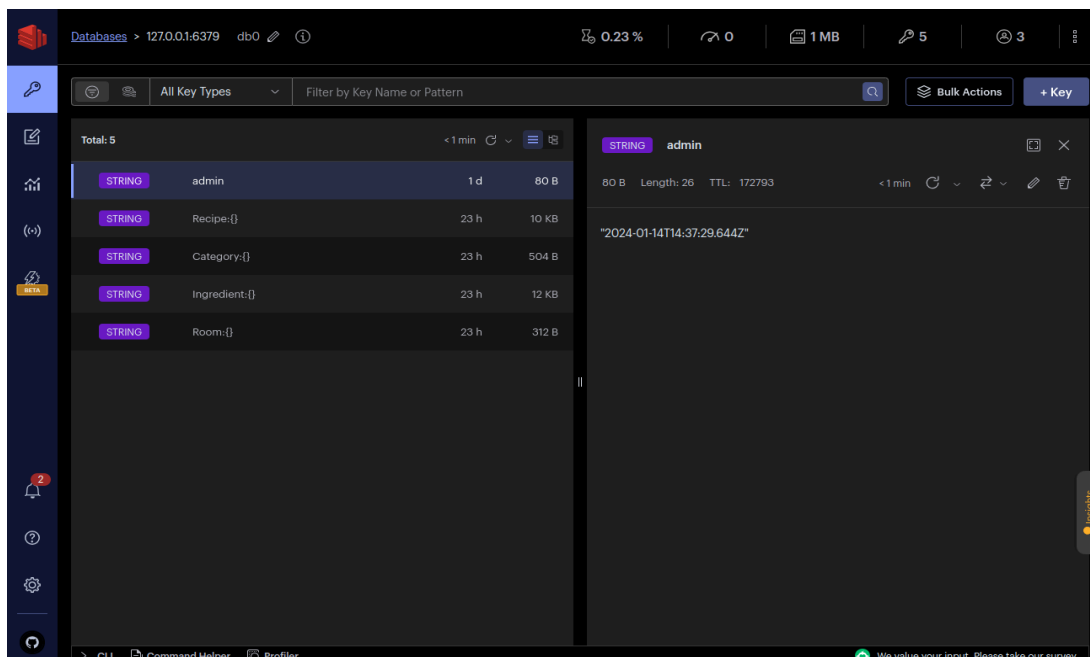 Databases > 127.0.0.1:6379 db0
0.23 %
0
1 MB
5
3
All Key Types
Filter by Key Name or Pattern
Bulk Actions
+ Key
Total: 5
<1 min
STRING admin 1 d 80 B
STRING Recipe:{} 23 h 10 KB
STRING Category:{} 23 h 504 B
STRING Ingredient:{} 23 h 12 KB
STRING Room:{} 23 h 312 B
STRING admin
80 B Length: 26 TTL: 172793 <1 min
"2024-01-14T14:37:29.644Z"
BETA
2
Insights
>_ CLI Command Helper Profiler
We value your input. Please take our survey.